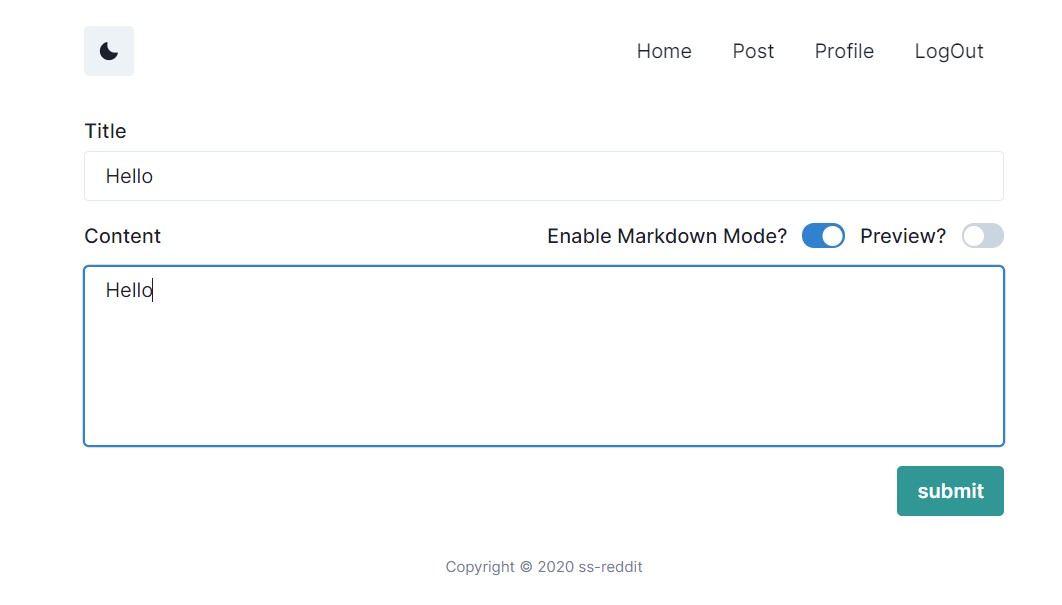 Home Post Profile LogOut
Title
Hello
Content Enable Markdown Mode? Preview?
Hello
submit
Copyright © 2020 ss-reddit